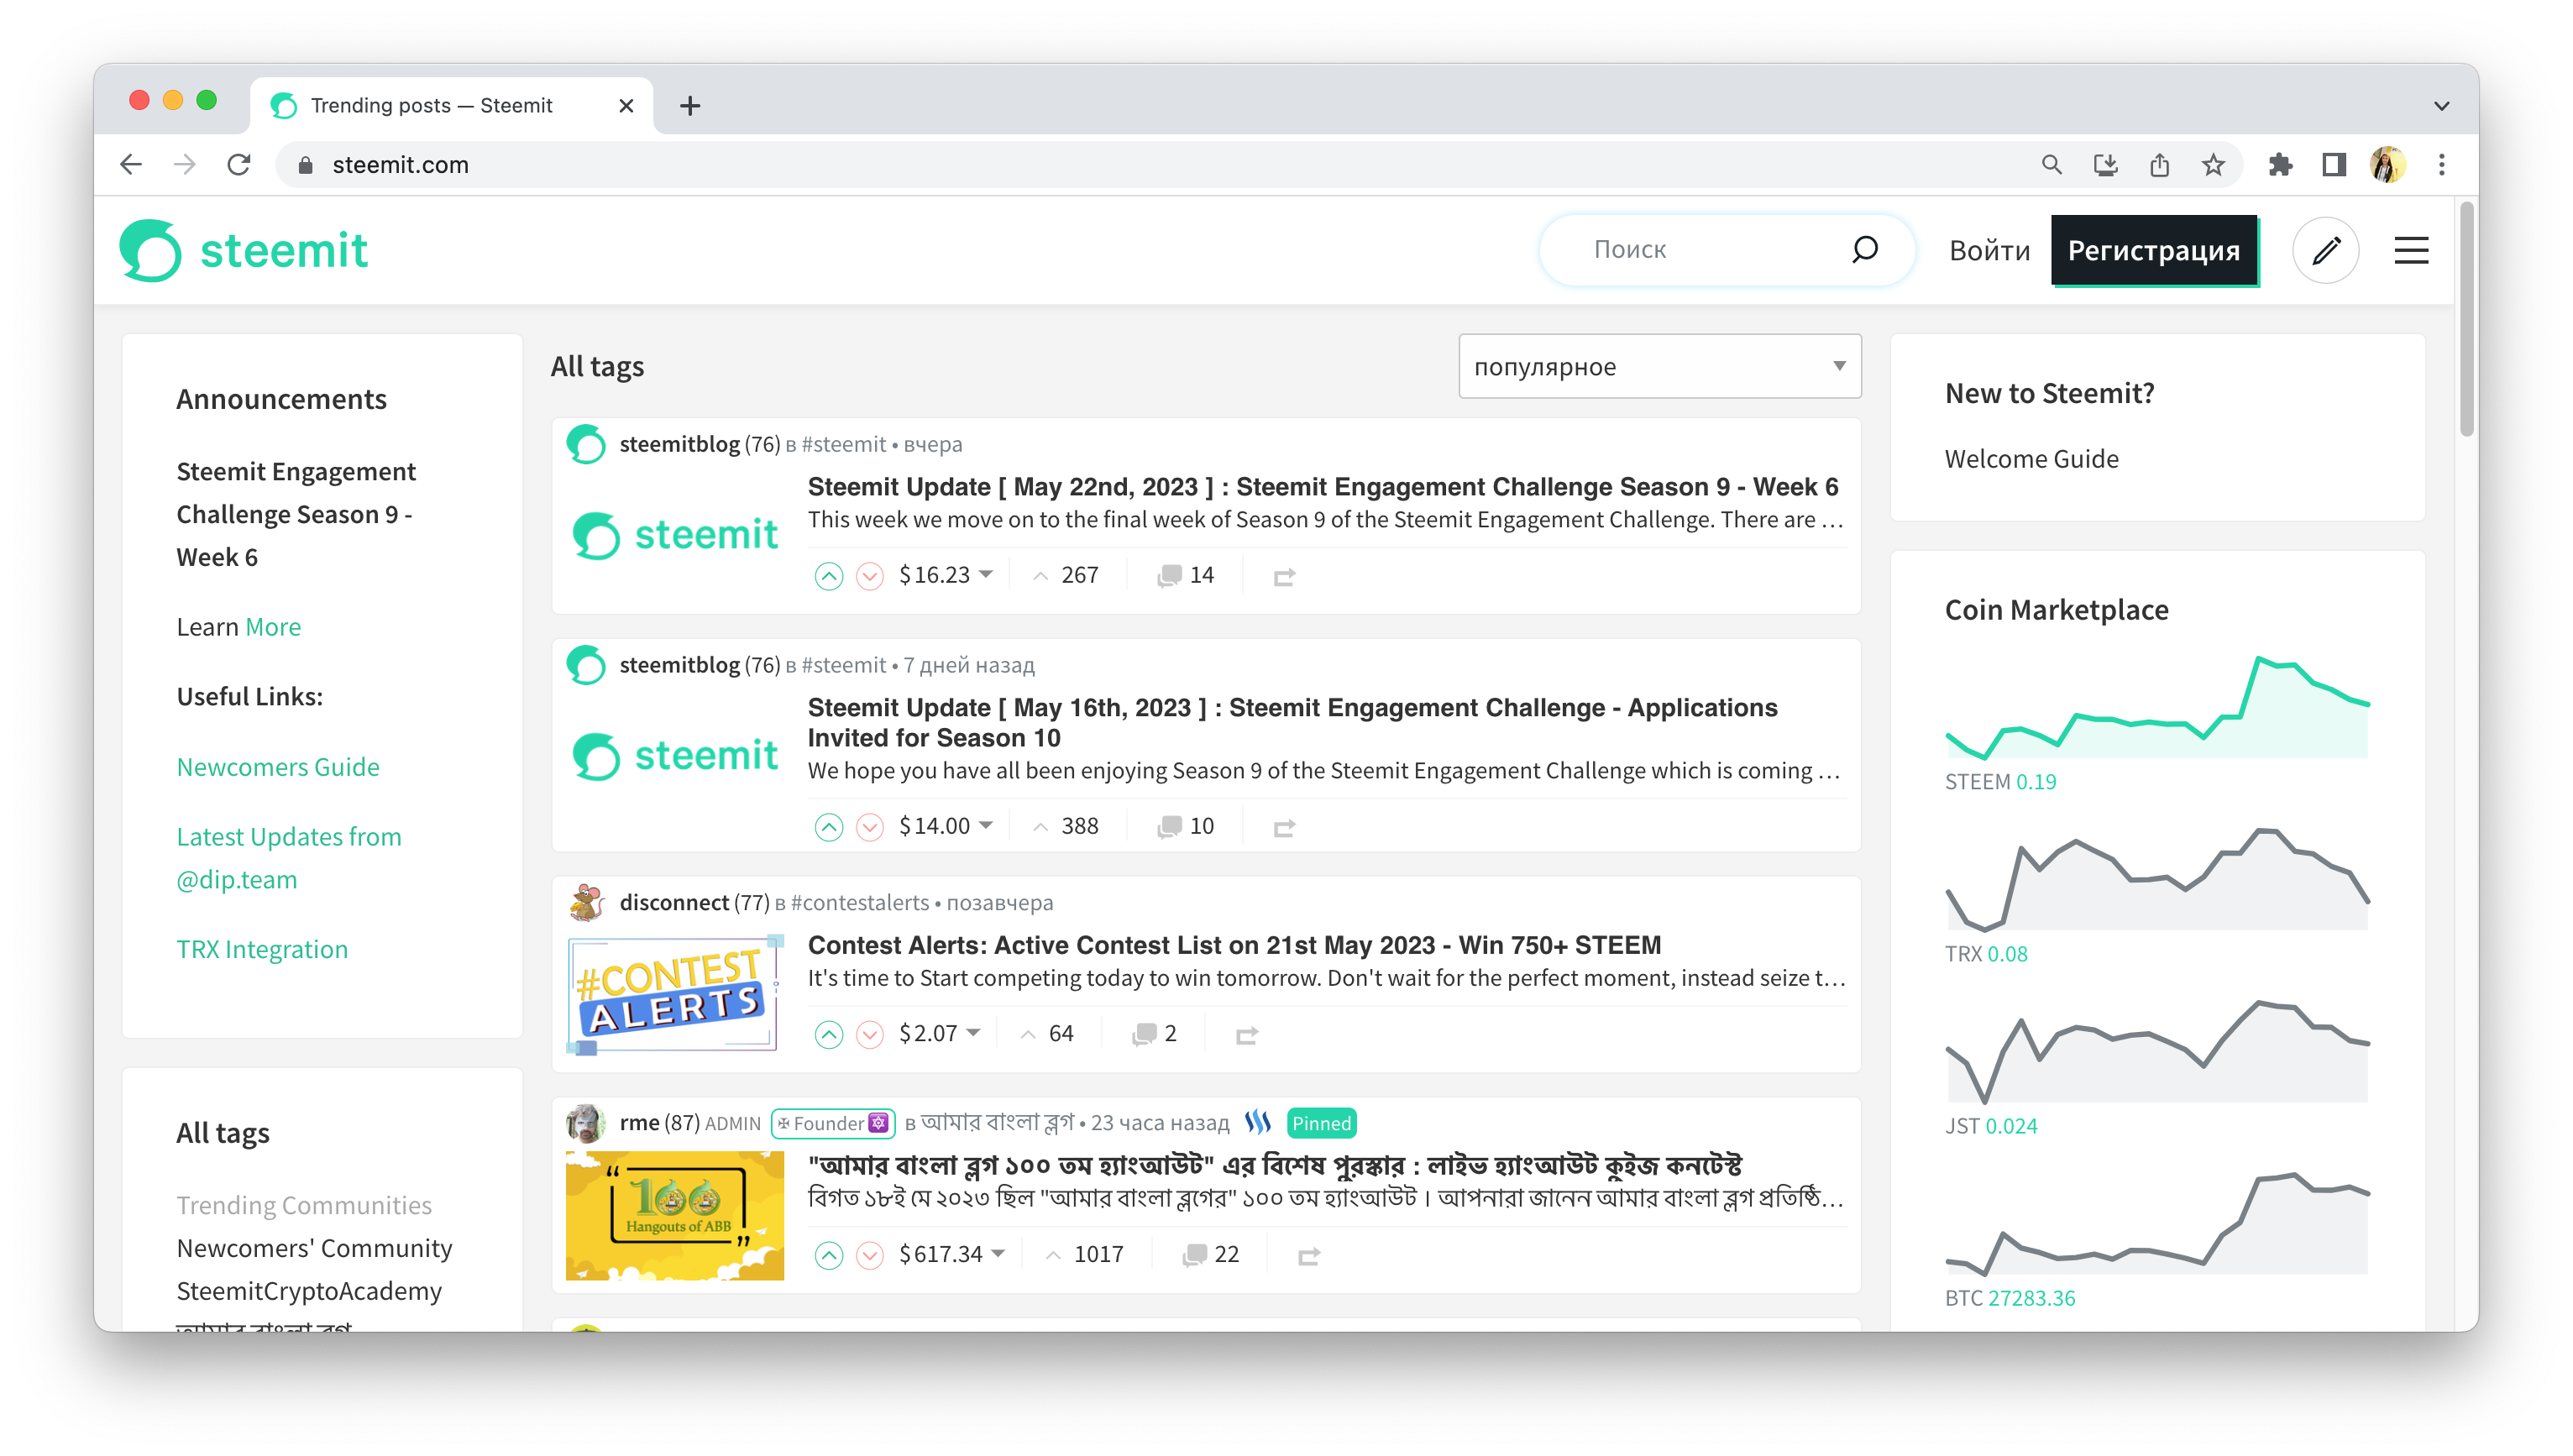 Trending posts — Steemit
steemit.com
steemit
Поиск
Войти
Регистрация
Announcements
Steemit Engagement
Challenge Season 9 -
Week 6
Learn More
Useful Links:
Newcomers Guide
Latest Updates from
@dip.team
TRX Integration
All tags
Trending Communities
Newcomers' Community
SteemitCryptoAcademy
আমার বাংলা ব্লগ
All tags
популярное
steemitblog (76) в #steemit • вчера
steemit
Steemit Update [ May 22nd, 2023 ] : Steemit Engagement Challenge Season 9 - Week 6
This week we move on to the final week of Season 9 of the Steemit Engagement Challenge. There are …
$16.23 267 14
steemitblog (76) в #steemit • 7 дней назад
steemit
Steemit Update [ May 16th, 2023 ] : Steemit Engagement Challenge - Applications
Invited for Season 10
We hope you have all been enjoying Season 9 of the Steemit Engagement Challenge which is coming …
$14.00 388 10
disconnect (77) в #contestalerts • позавчера
#CONTEST
ALERTS
Contest Alerts: Active Contest List on 21st May 2023 - Win 750+ STEEM
It's time to Start competing today to win tomorrow. Don't wait for the perfect moment, instead seize t…
$2.07 64 2
rme (87) ADMIN ✠ Founder🔯 в আমার বাংলা ব্লগ • 23 часа назад Pinned
“
100
Hangouts of ABB
”
"আমার বাংলা ব্লগ ১০০ তম হ্যাংআউট" এর বিশেষ পুরস্কার : লাইভ হ্যাংআউট কুইজ কনটেস্ট
বিগত ১৮ই মে ২০২৩ ছিল "আমার বাংলা ব্লগের" ১০০ তম হ্যাংআউট । আপনারা জানেন আমার বাংলা ব্লগ প্রতিষ্ঠি…
$617.34 1017 22
New to Steemit?
Welcome Guide
Coin Marketplace
STEEM 0.19
TRX 0.08
JST 0.024
BTC 27283.36